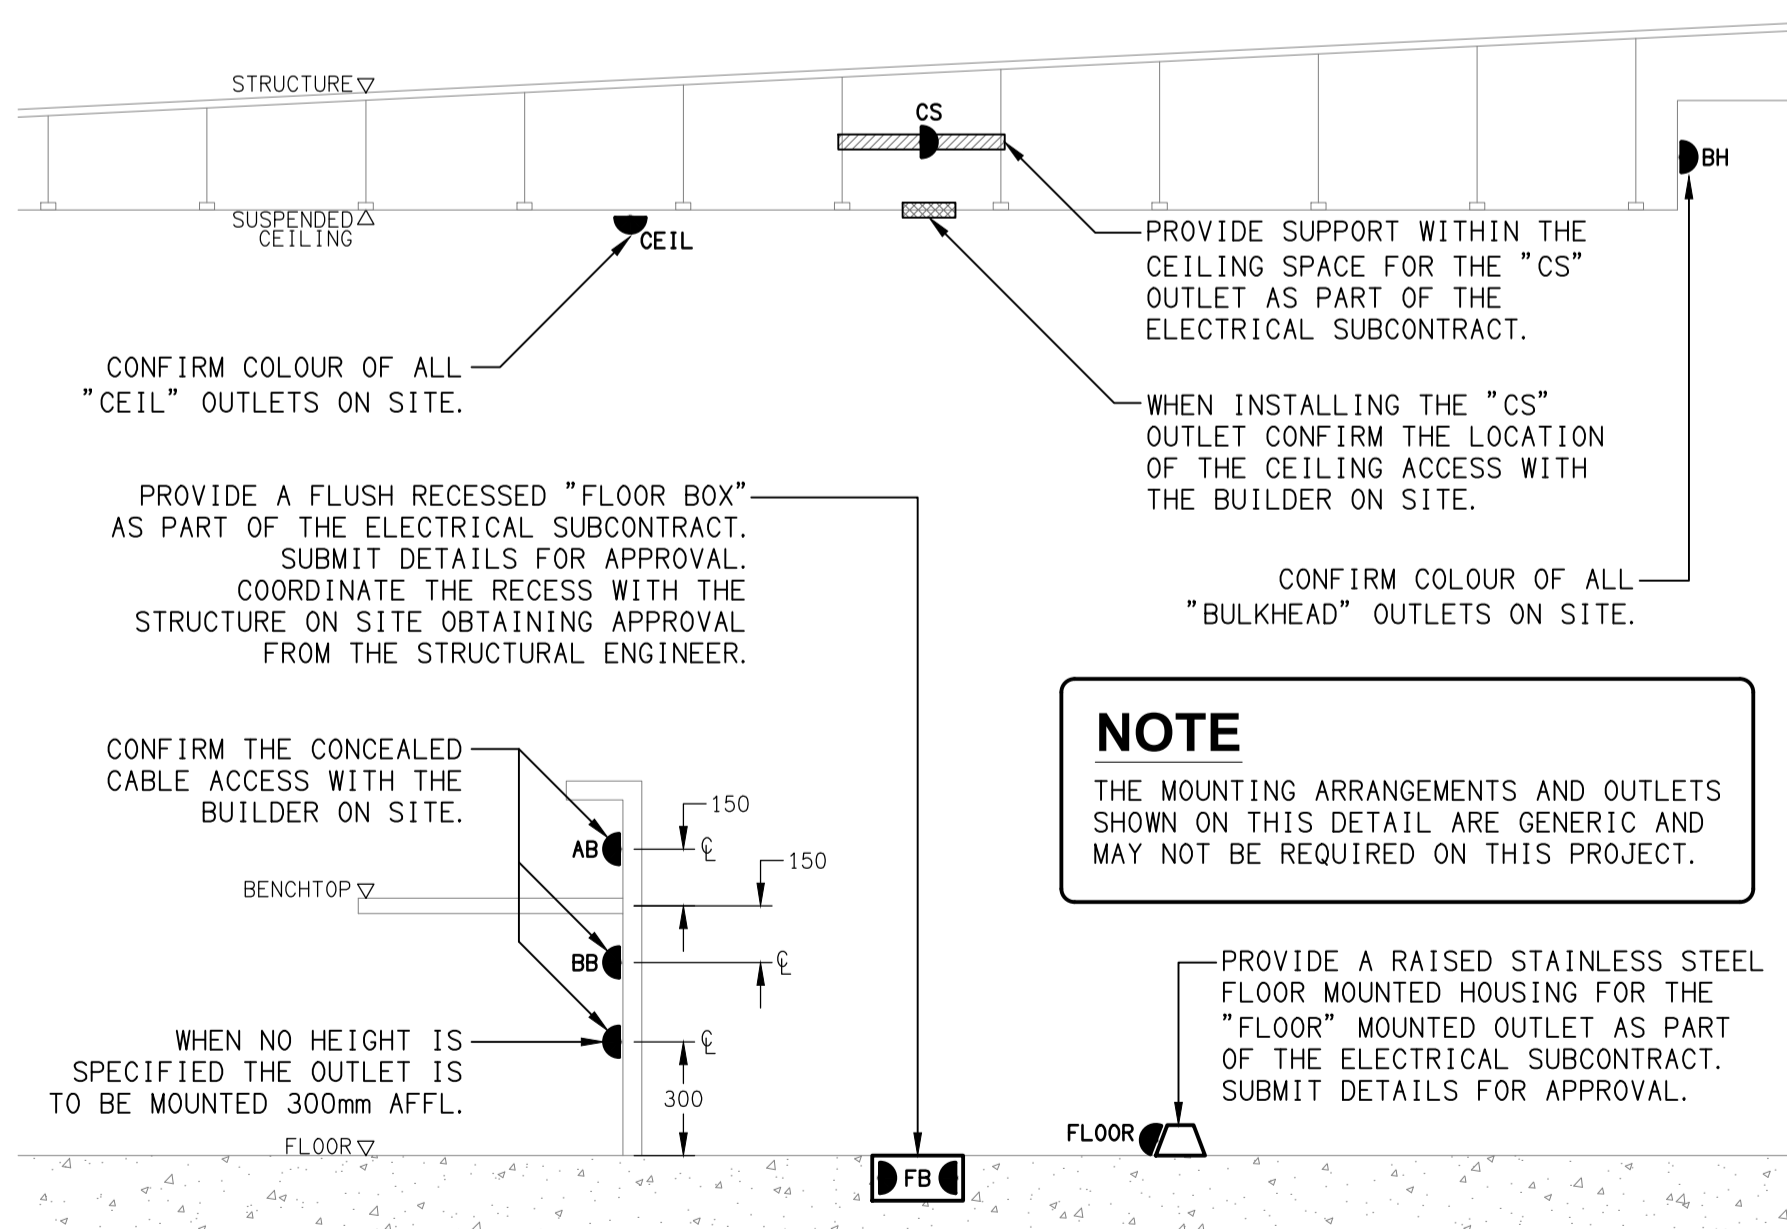 STRUCTURE
CS
BH
SUSPENDED
CEILING
CEIL
PROVIDE SUPPORT WITHIN THE
CEILING SPACE FOR THE "CS"
OUTLET AS PART OF THE
ELECTRICAL SUBCONTRACT.
CONFIRM COLOUR OF ALL
"CEIL" OUTLETS ON SITE.
WHEN INSTALLING THE "CS"
OUTLET CONFIRM THE LOCATION
OF THE CEILING ACCESS WITH
THE BUILDER ON SITE.
PROVIDE A FLUSH RECESSED "FLOOR BOX"
AS PART OF THE ELECTRICAL SUBCONTRACT.
SUBMIT DETAILS FOR APPROVAL.
COORDINATE THE RECESS WITH THE
STRUCTURE ON SITE OBTAINING APPROVAL
FROM THE STRUCTURAL ENGINEER.
CONFIRM COLOUR OF ALL
"BULKHEAD" OUTLETS ON SITE.
NOTE
THE MOUNTING ARRANGEMENTS AND OUTLETS
SHOWN ON THIS DETAIL ARE GENERIC AND
MAY NOT BE REQUIRED ON THIS PROJECT.
CONFIRM THE CONCEALED
CABLE ACCESS WITH THE
BUILDER ON SITE.
150
AB
℄
150
BENCHTOP
BB
℄
WHEN NO HEIGHT IS
SPECIFIED THE OUTLET IS
TO BE MOUNTED 300mm AFFL.
℄
300
PROVIDE A RAISED STAINLESS STEEL
FLOOR MOUNTED HOUSING FOR THE
"FLOOR" MOUNTED OUTLET AS PART
OF THE ELECTRICAL SUBCONTRACT.
SUBMIT DETAILS FOR APPROVAL.
FLOOR
FLOOR
FB